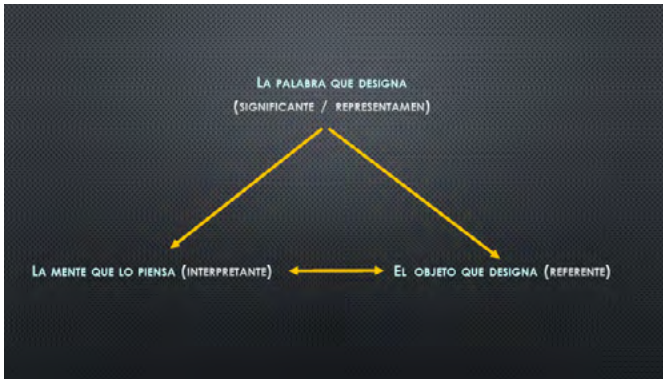 La palabra que designa
(significante / representamen)
La mente que lo piensa (interpretante)
El objeto que designa (referente)